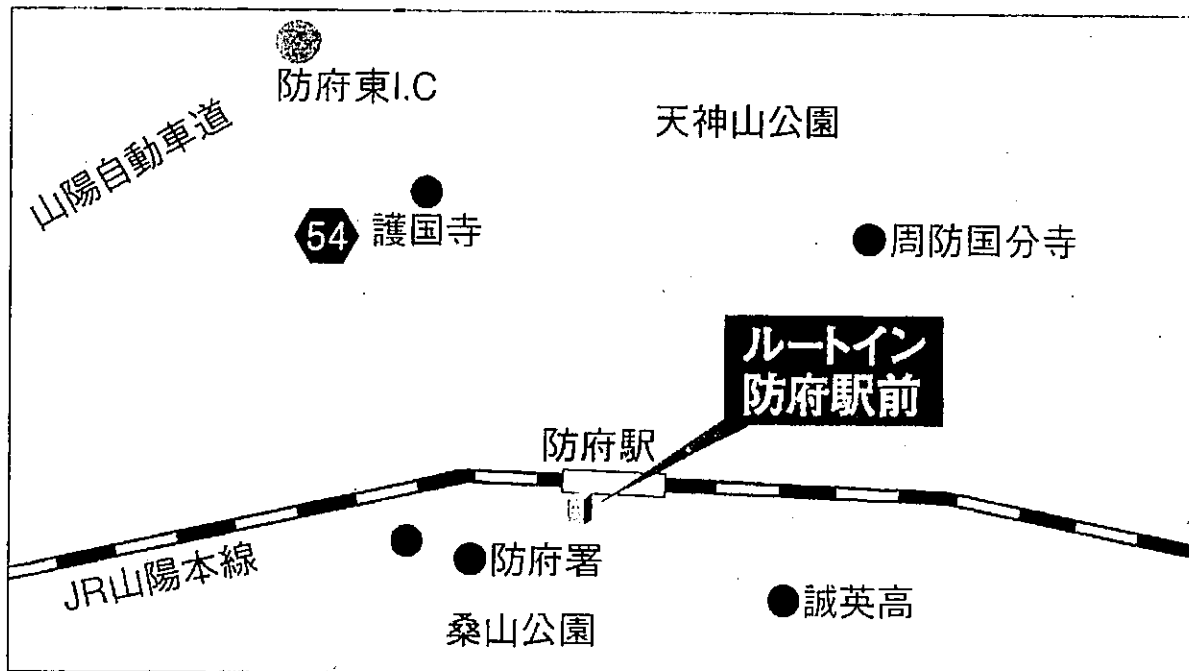 防府東I.C
天神山公園
山陽自動車道
54
護国寺
周防国分寺
ルートイン
防府駅前
防府駅
JR山陽本線
防府署
誠英高
桑山公園